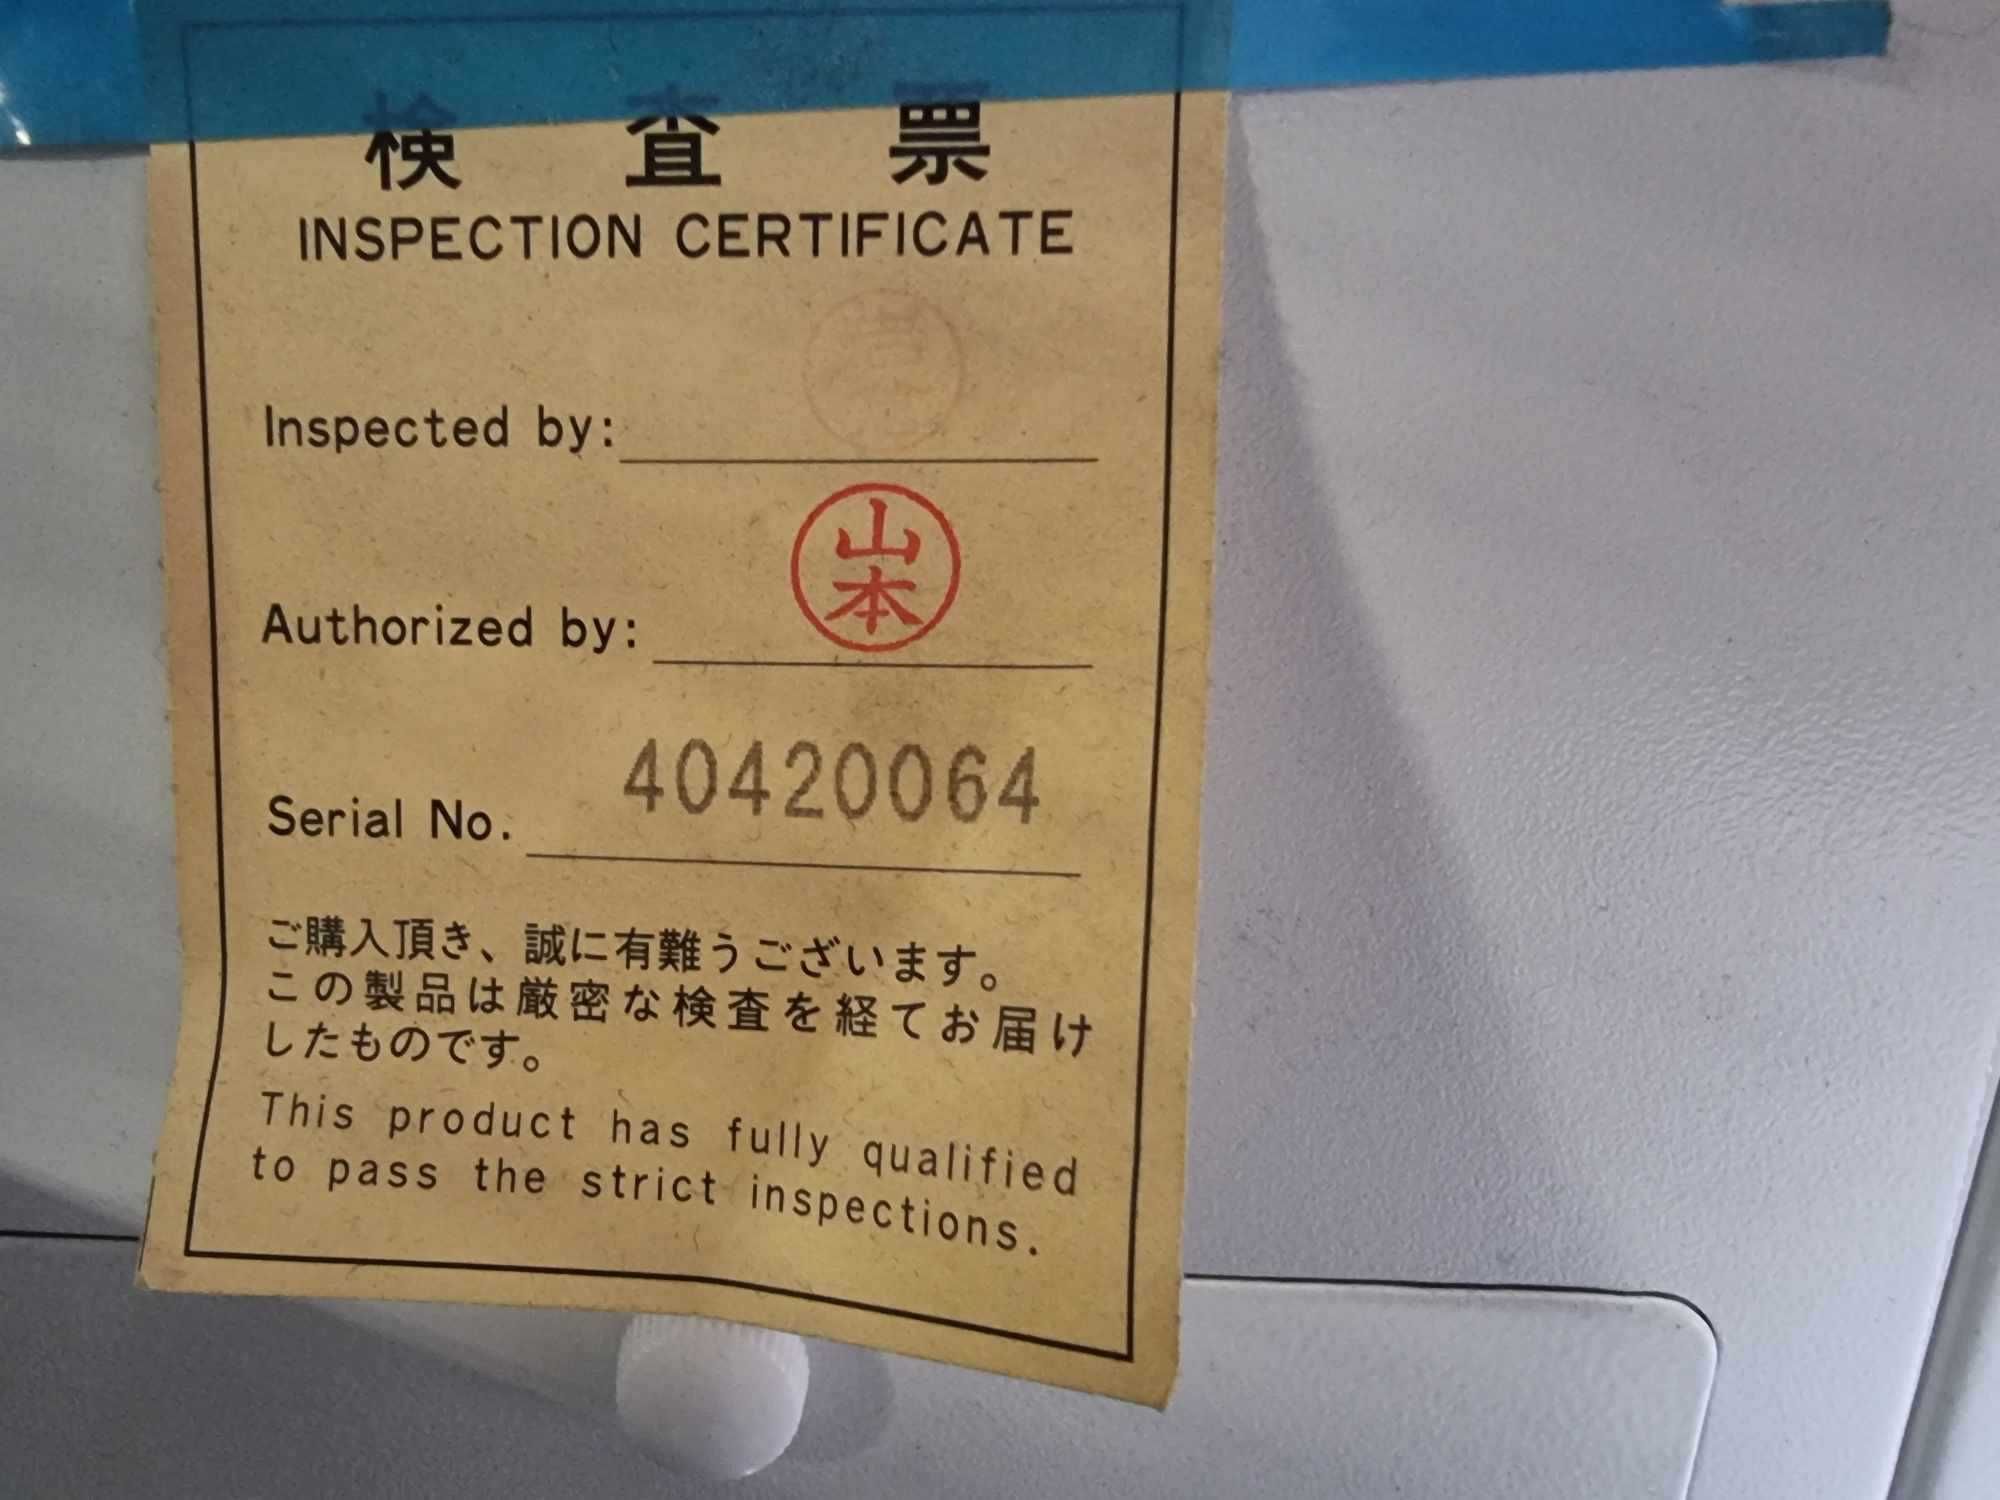 検査票
INSPECTION CERTIFICATE
Inspected by:
山本
Authorized by:
40420064
Serial No.
ご購入頂き、誠に有難うございます。
この製品は厳密な検査を経てお届け
したものです。
This product has fully qualified
to pass the strict inspections.